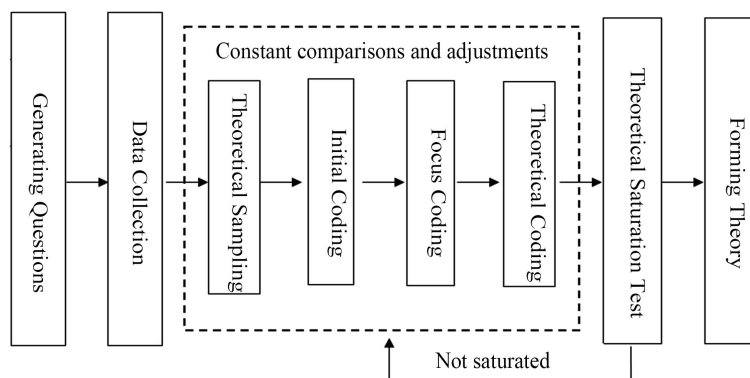 Constant comparisons and adjustments
Generating Questions
Data Collection
Theoretical Sampling
Initial Coding
Focus Coding
Theoretical Coding
Theoretical Saturation Test
Forming Theory
Not saturated